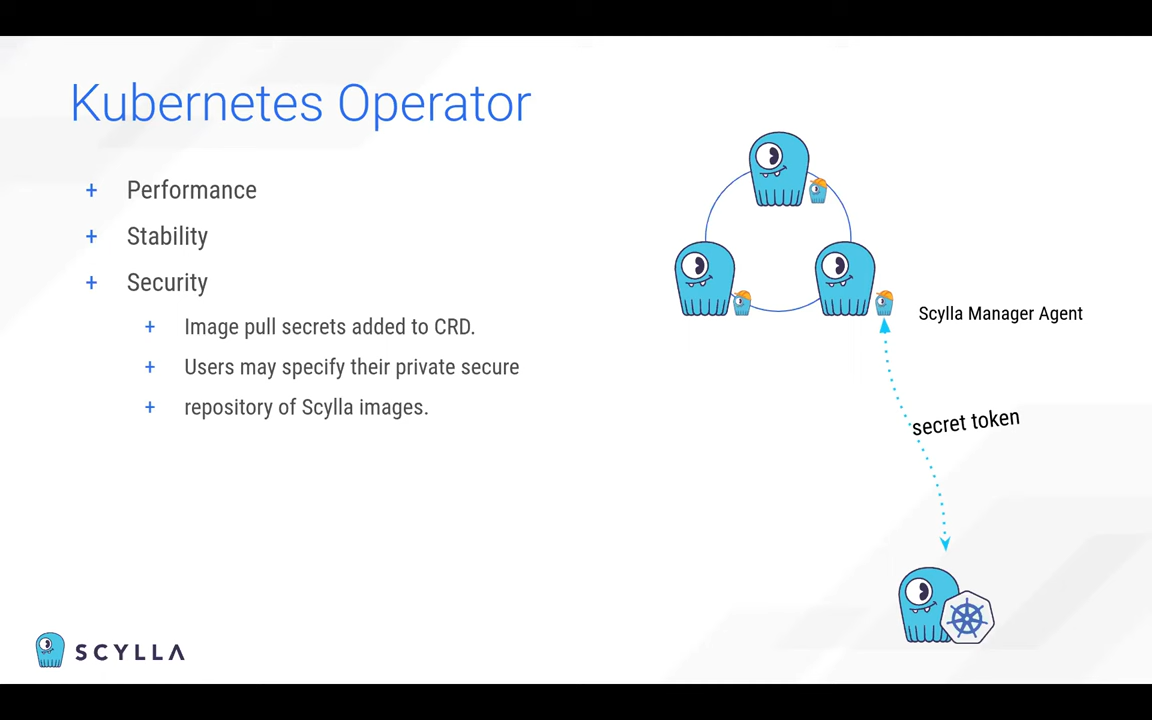 Kubernetes Operator
+ Performance
+ Stability
+ Security
+ Image pull secrets added to CRD.
+ Users may specify their private secure
+ repository of Scylla images.
Scylla Manager Agent
secret token
SCYLLA